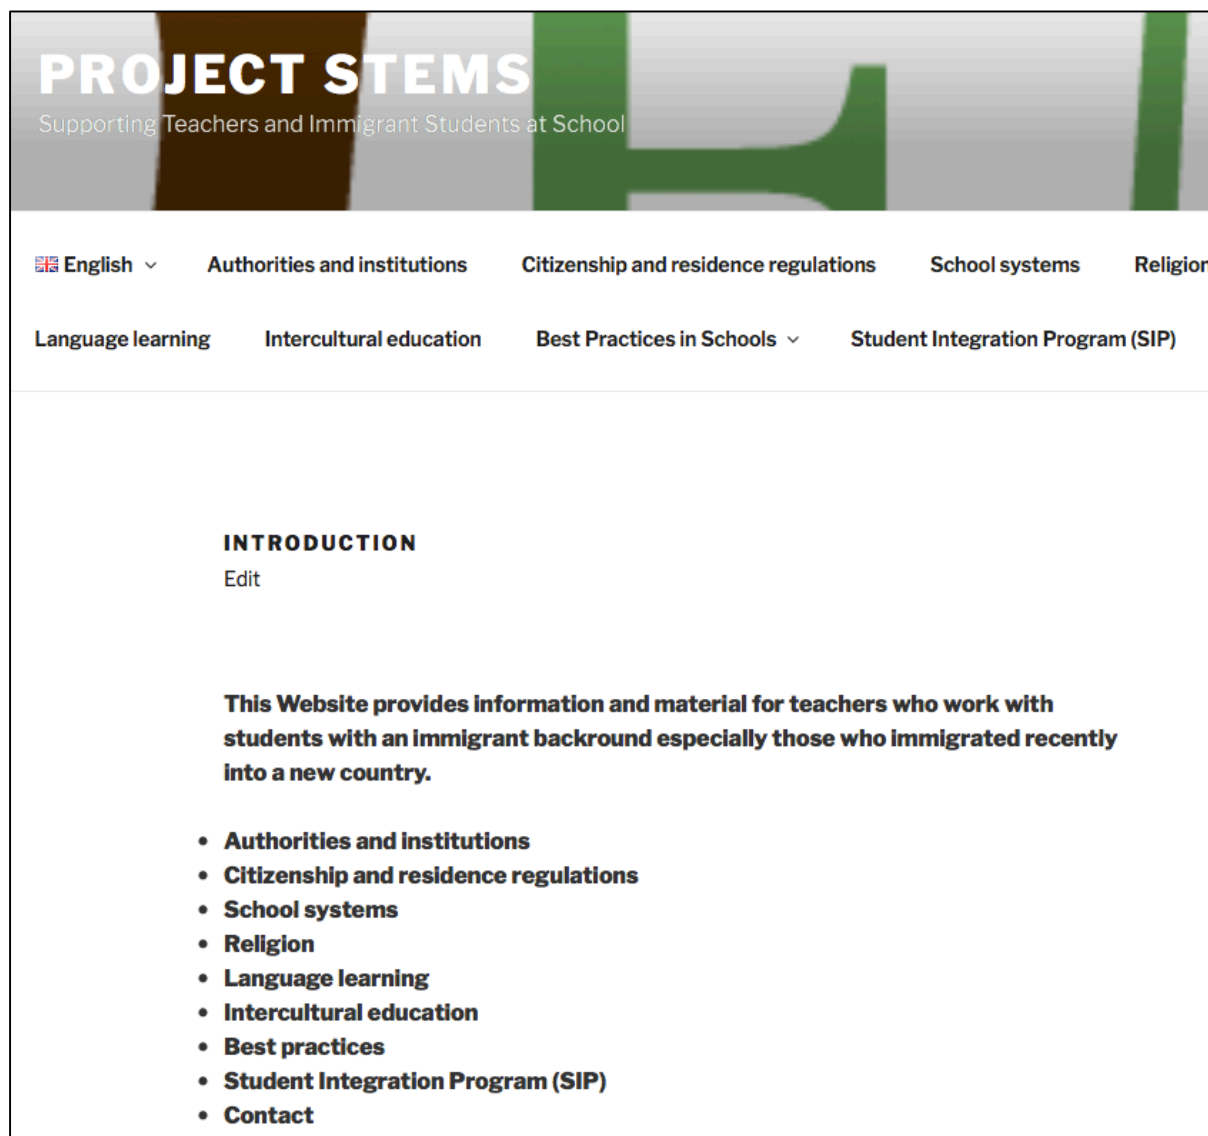 PROJECT STEMS
Supporting Teachers and Immigrant Students at School
English
Authorities and institutions
Citizenship and residence regulations
School systems
Religion
Language learning
Intercultural education
Best Practices in Schools
Student Integration Program (SIP)
INTRODUCTION
Edit
This Website provides information and material for teachers who work with
students with an immigrant backround especially those who immigrated recently
into a new country.
• Authorities and institutions
• Citizenship and residence regulations
• School systems
• Religion
• Language learning
• Intercultural education
• Best practices
• Student Integration Program (SIP)
• Contact